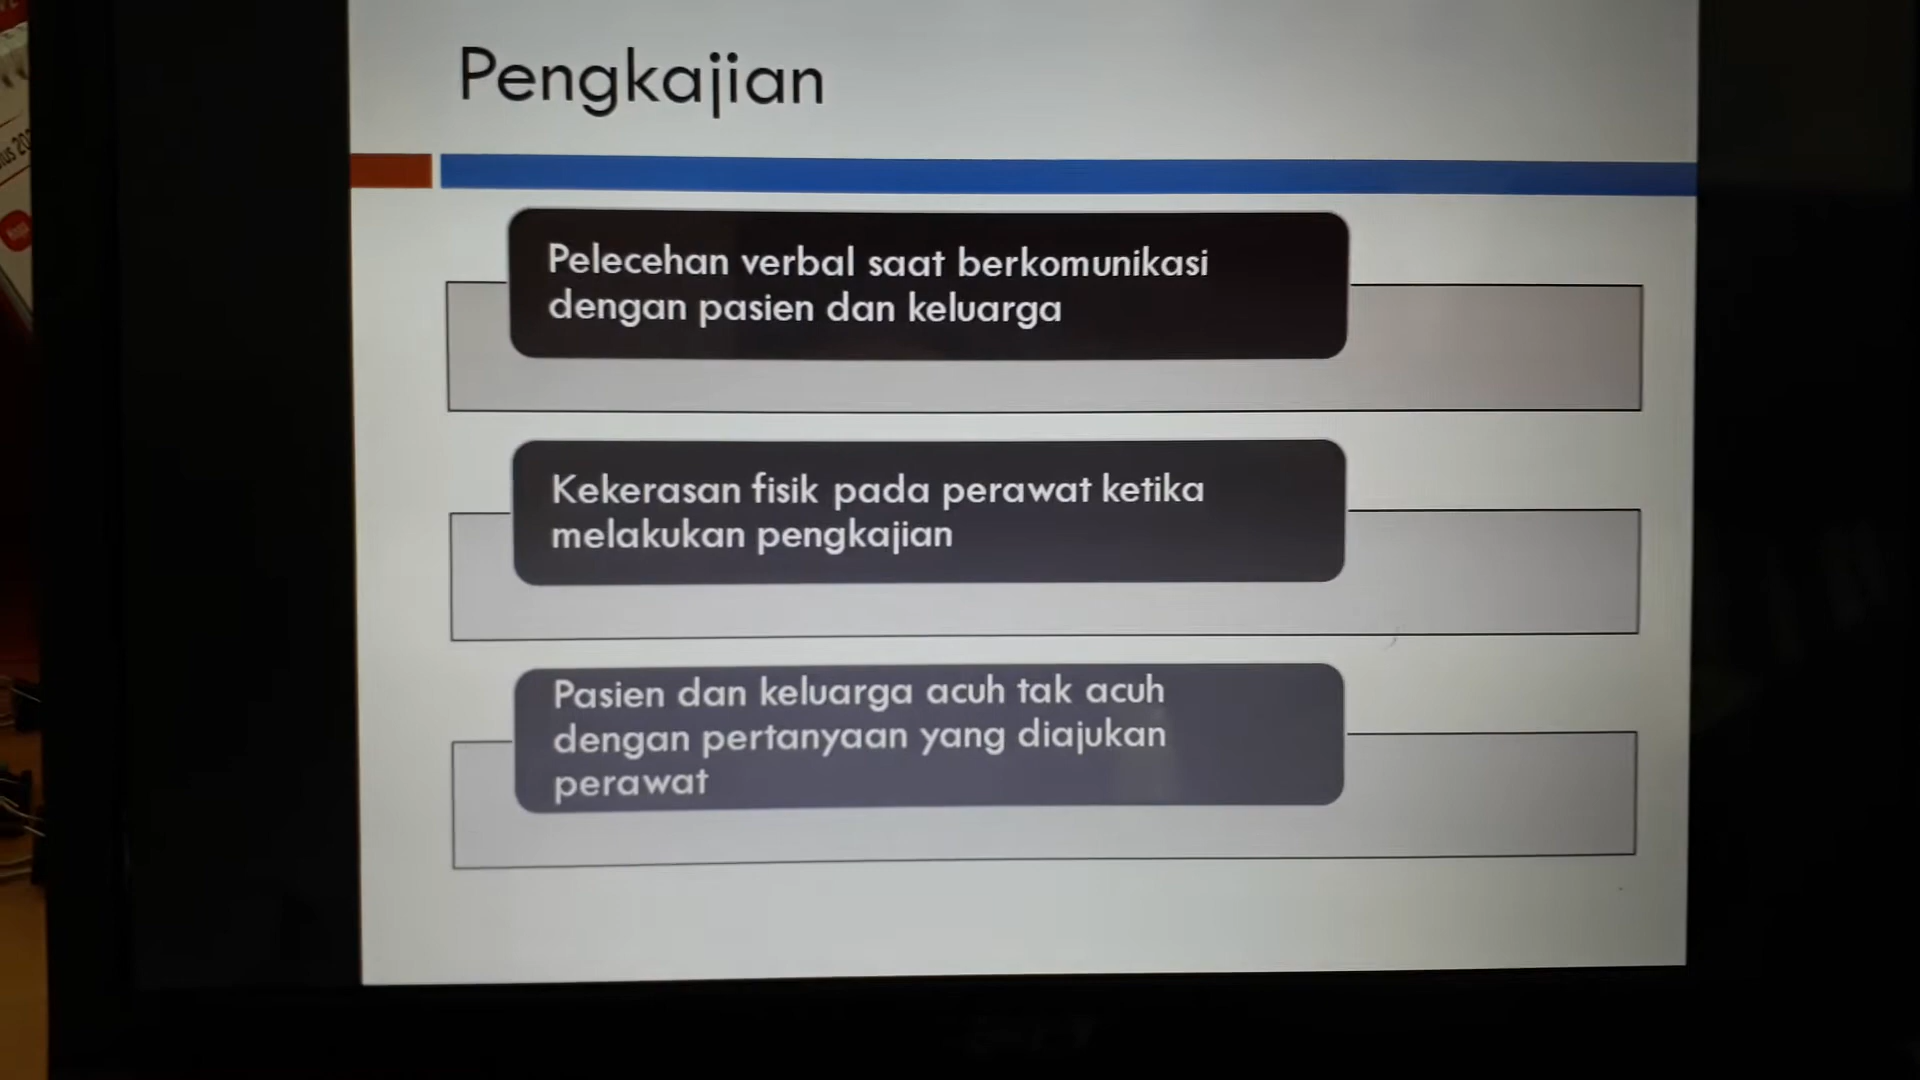 Pengkajian
Pelecehan verbal saat berkomunikasi
dengan pasien dan keluarga
Kekerasan fisik pada perawat ketika
melakukan pengkajian
Pasien dan keluarga acuh tak acuh
dengan pertanyaan yang diajukan
perawat